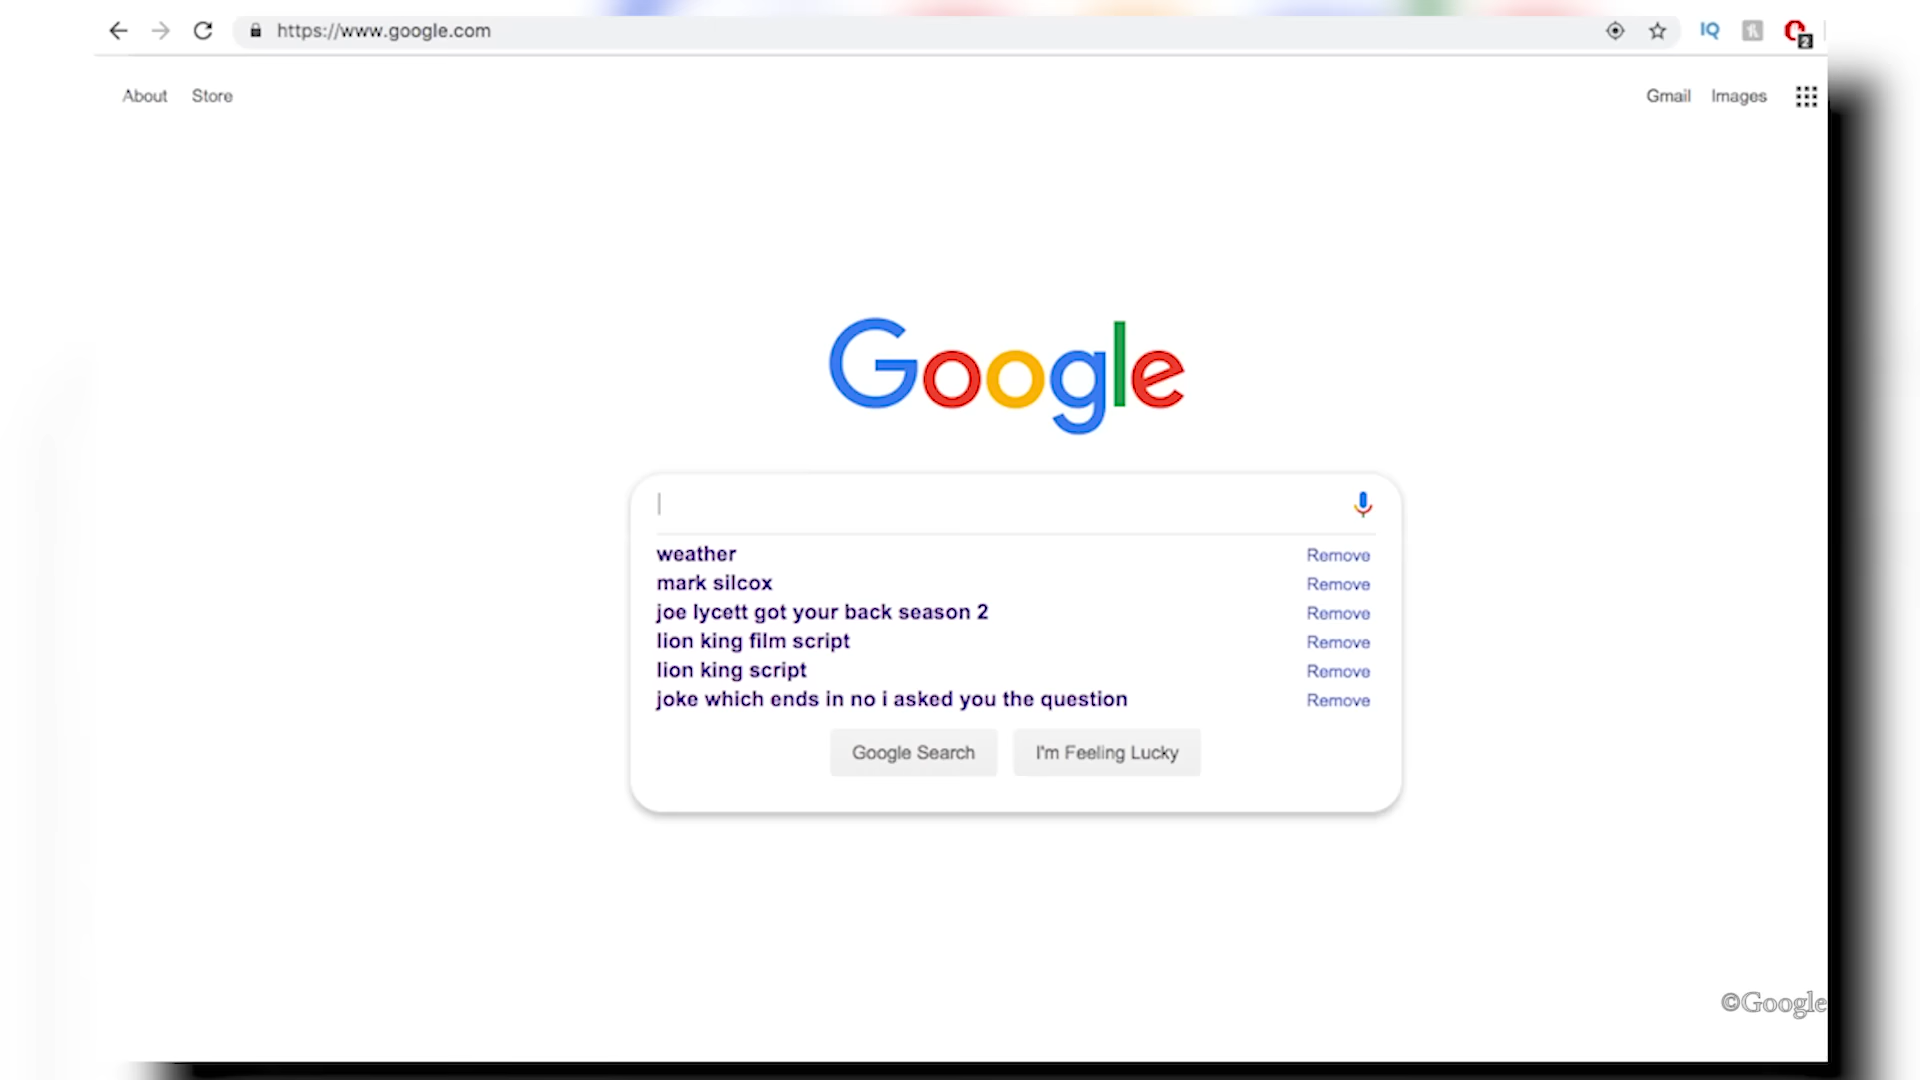 https://www.google.com
IQ
2
About Store Gmail Images
Google
weather Remove
mark silcox Remove
joe lycett got your back season 2 Remove
lion king film script Remove
lion king script Remove
joke which ends in no i asked you the question Remove
Google Search I'm Feeling Lucky
©Google